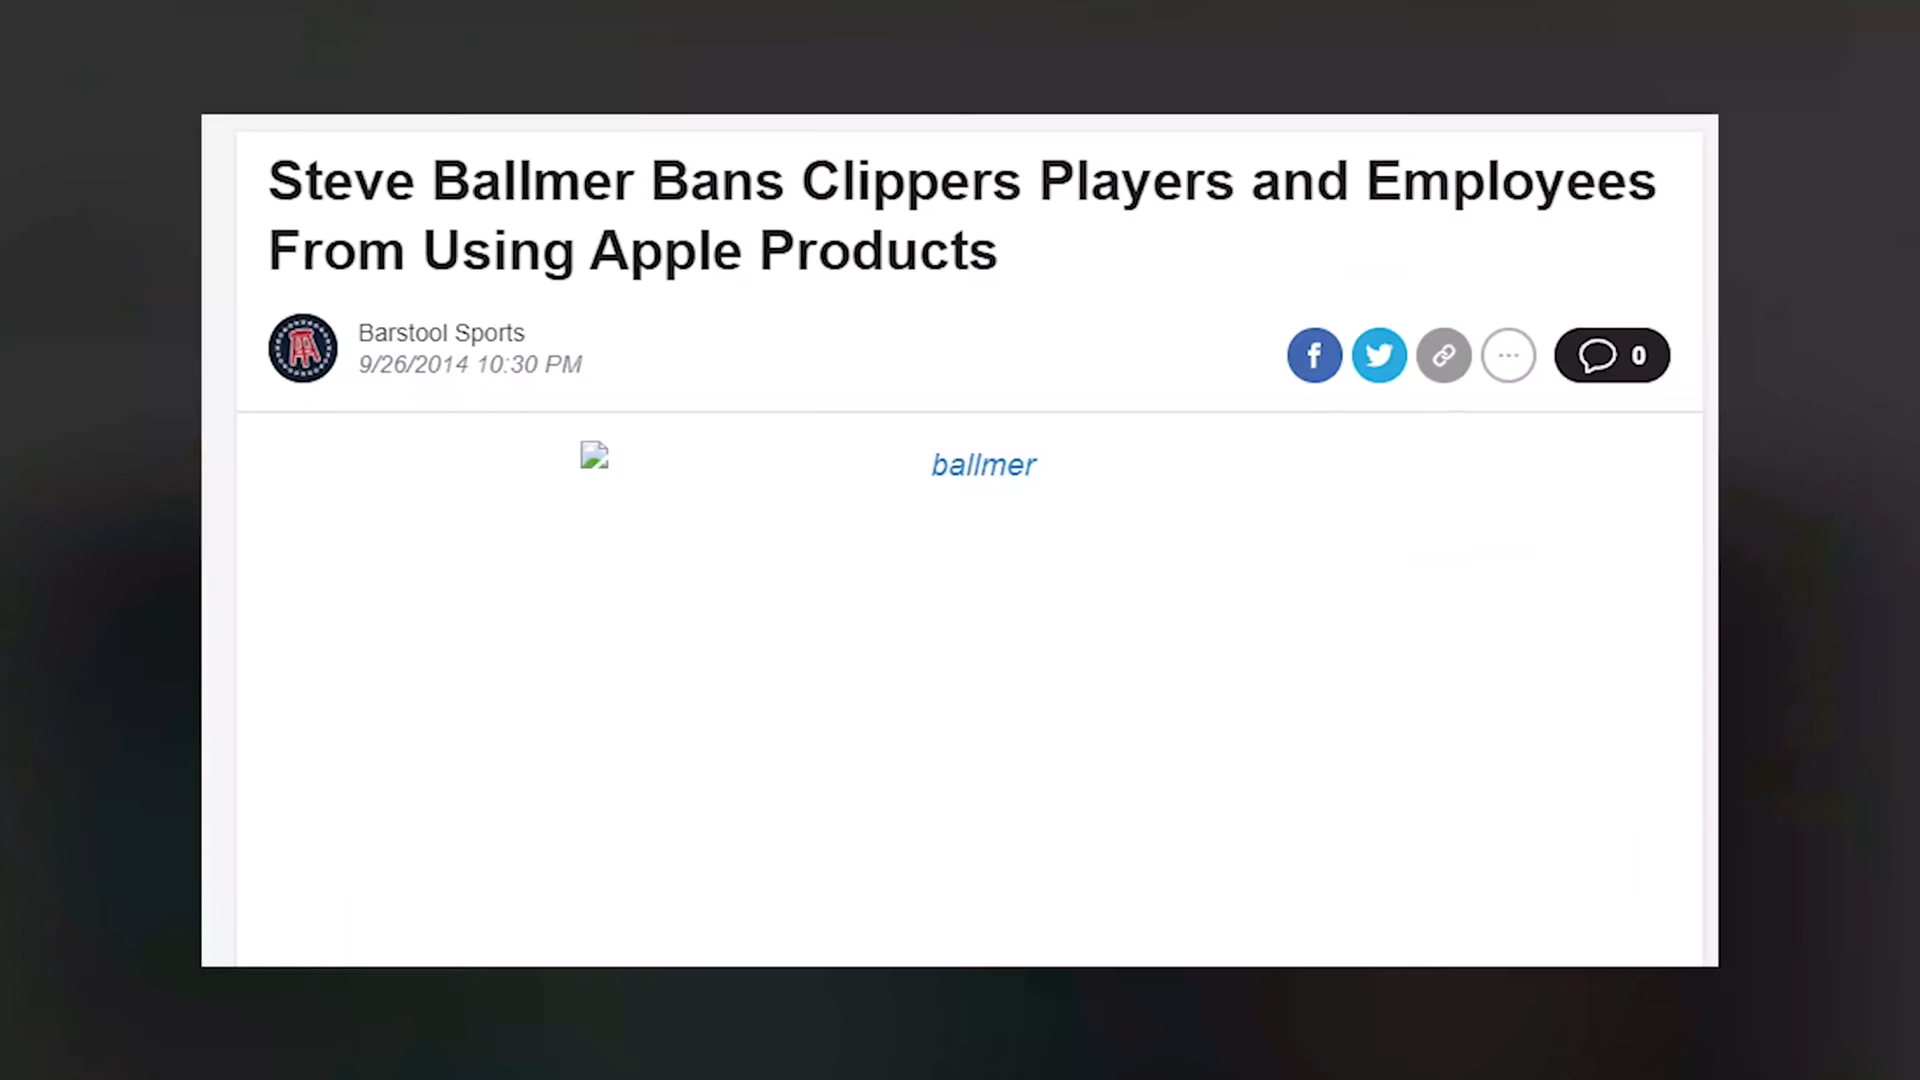 Steve Ballmer Bans Clippers Players and Employees
From Using Apple Products
Barstool Sports
9/26/2014 10:30 PM
0
ballmer